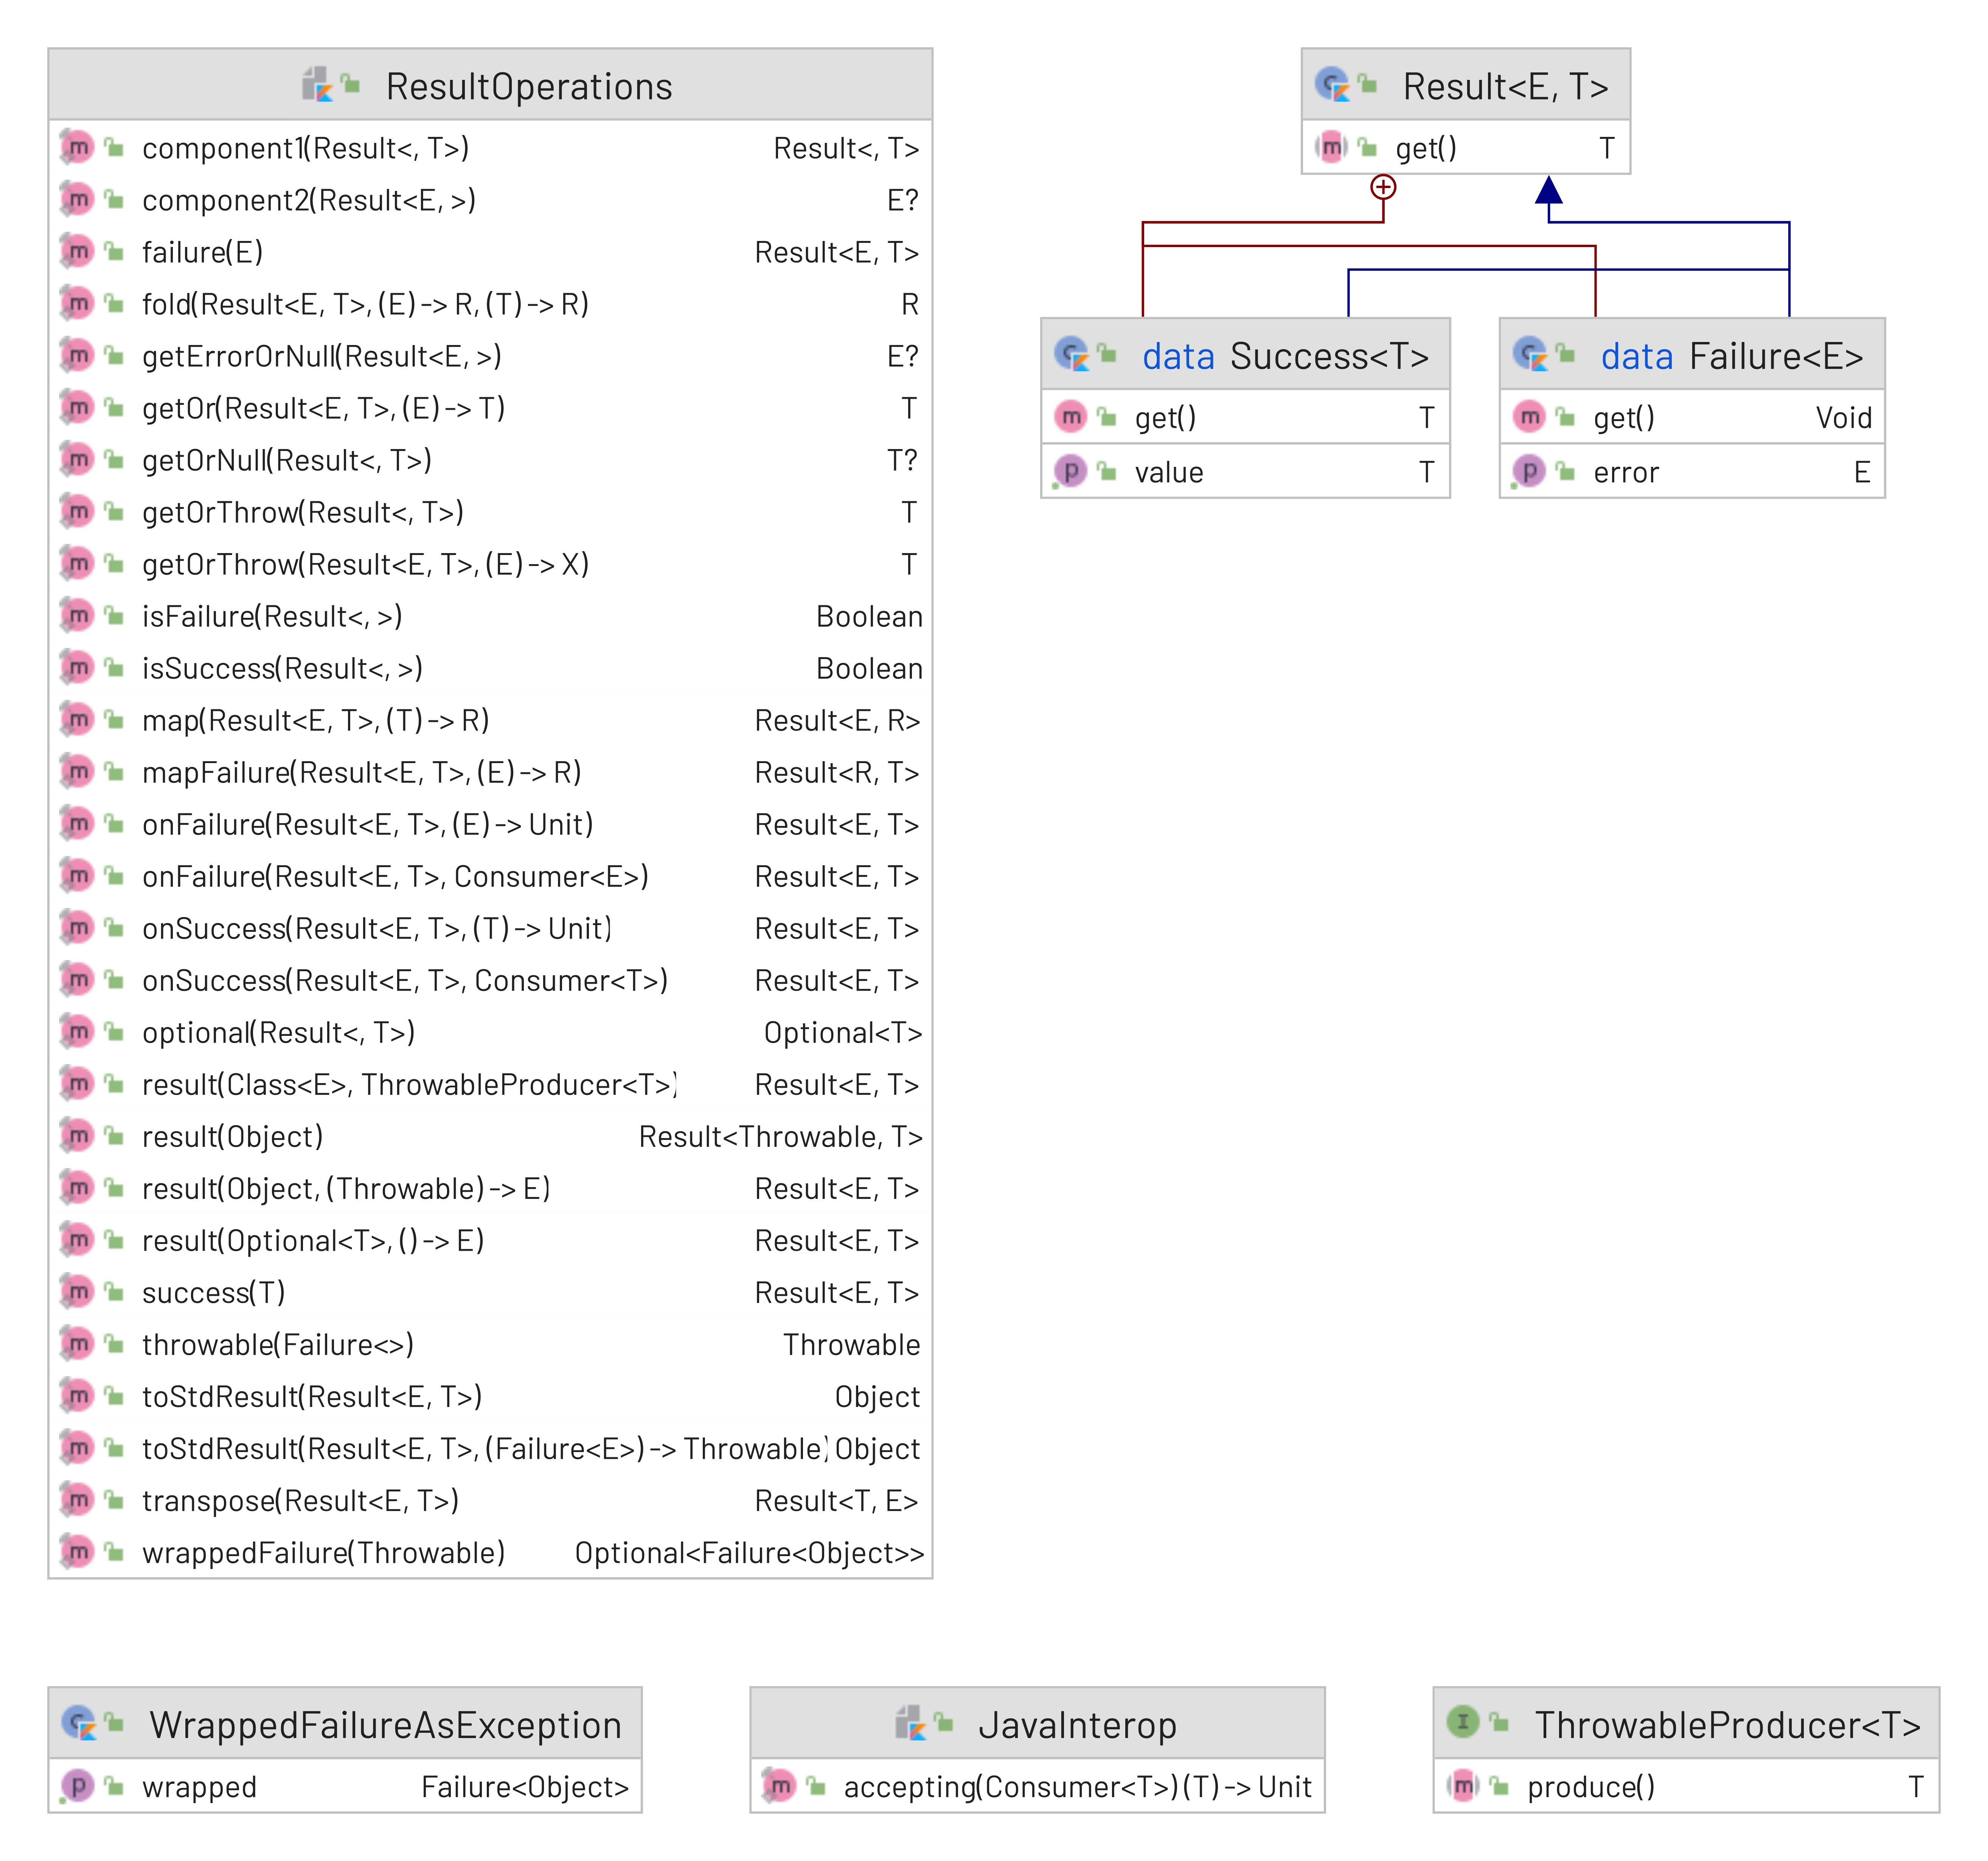 ResultOperations
component1(Result<, T>) Result<, T>
component2(Result<E, >) E?
failure(E) Result<E, T>
fold(Result<E, T>, (E) -> R, (T) -> R) R
getErrorOrNull(Result<E, >) E?
getOr(Result<E, T>, (E) -> T) T
getOrNull(Result<, T>) T?
getOrThrow(Result<, T>) T
getOrThrow(Result<E, T>, (E) -> X) T
isFailure(Result<, >) Boolean
isSuccess(Result<, >) Boolean
map(Result<E, T>, (T) -> R) Result<E, R>
mapFailure(Result<E, T>, (E) -> R) Result<R, T>
onFailure(Result<E, T>, (E) -> Unit) Result<E, T>
onFailure(Result<E, T>, Consumer<E>) Result<E, T>
onSuccess(Result<E, T>, (T) -> Unit) Result<E, T>
onSuccess(Result<E, T>, Consumer<T>) Result<E, T>
optional(Result<, T>) Optional<T>
result(Class<E>, ThrowableProducer<T>) Result<E, T>
result(Object) Result<Throwable, T>
result(Object, (Throwable) -> E) Result<E, T>
result(Optional<T>, () -> E) Result<E, T>
success(T) Result<E, T>
throwable(Failure<>) Throwable
toStdResult(Result<E, T>) Object
toStdResult(Result<E, T>, (Failure<E>) -> Throwable) Object
transpose(Result<E, T>) Result<T, E>
wrappedFailure(Throwable) Optional<Failure<Object>>
Result<E, T>
get() T
data Success<T>
get() T
value T
data Failure<E>
get() Void
error E
WrappedFailureAsException
wrapped Failure<Object>
JavaInterop
accepting(Consumer<T>) (T) -> Unit
ThrowableProducer<T>
produce() T